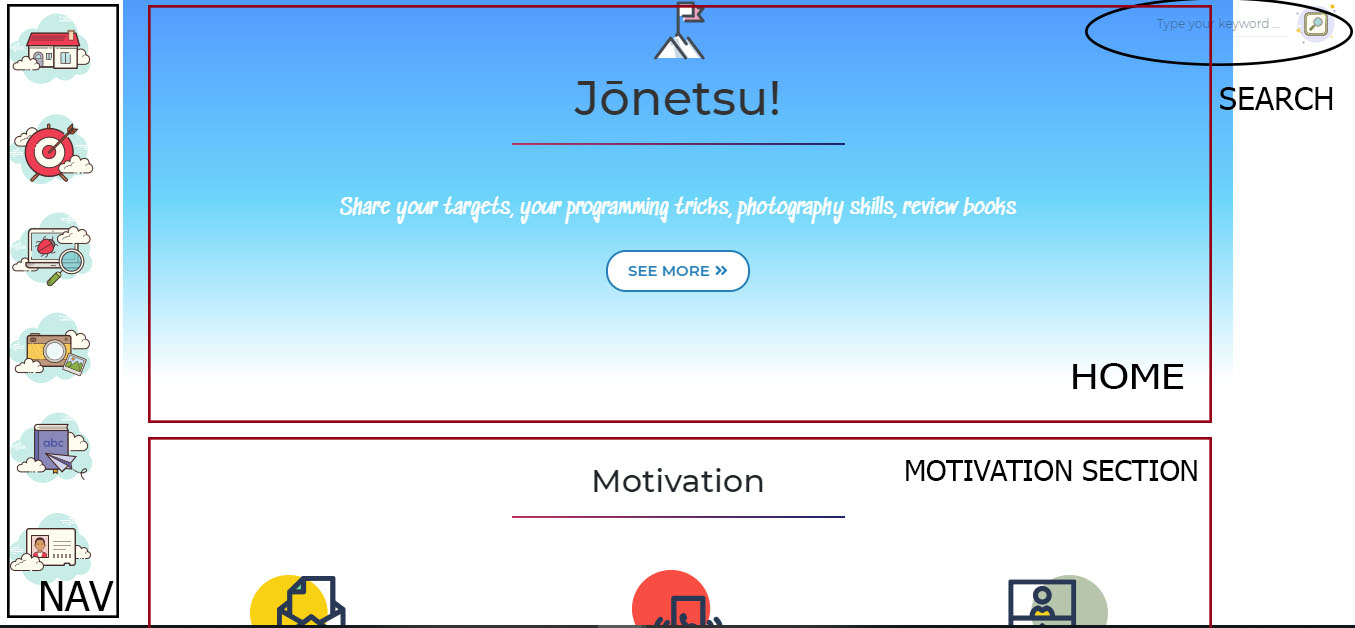 Type your keyword ...
SEARCH
Jōnetsu!
Share your targets, your programming tricks, photography skills, review books
SEE MORE »
HOME
MOTIVATION SECTION
Motivation
abc
NAV